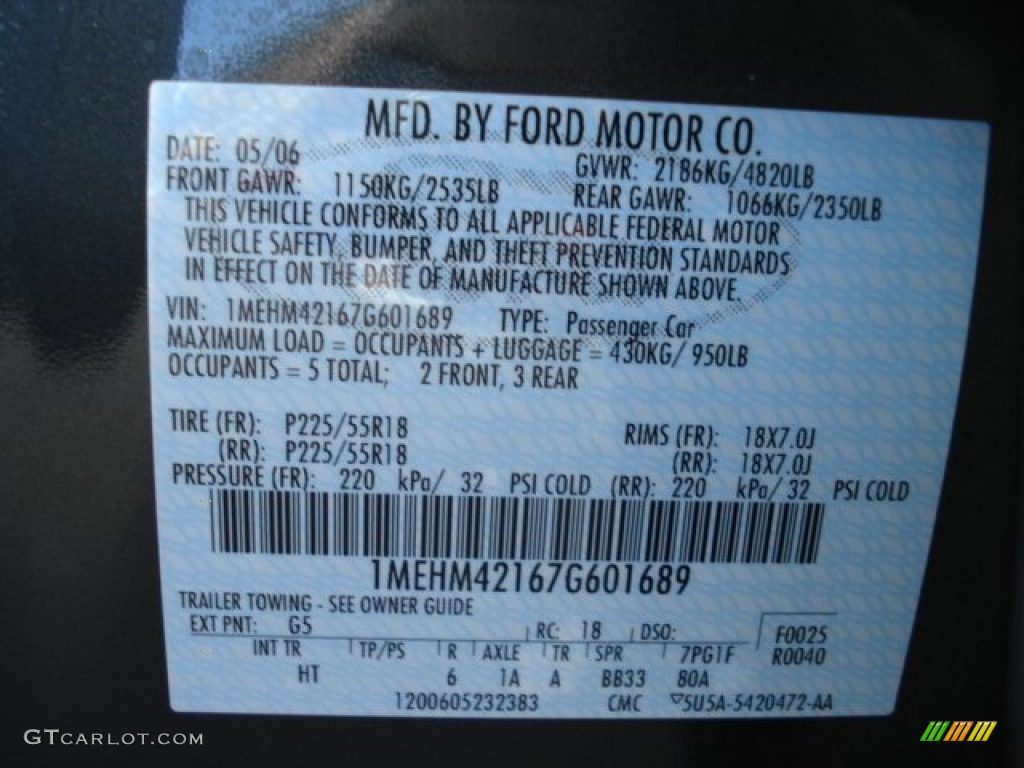 MFD. BY FORD MOTOR CO.
DATE: 05/06 GVWR: 2186KG/4820LB
FRONT GAWR: 1150KG/2535LB REAR GAWR: 1066KG/2350LB
THIS VEHICLE CONFORMS TO ALL APPLICABLE FEDERAL MOTOR
VEHICLE SAFETY, BUMPER, AND THEFT PREVENTION STANDARDS
IN EFFECT ON THE DATE OF MANUFACTURE SHOWN ABOVE.
VIN: 1MEHM42167G601689 TYPE: Passenger Car
MAXIMUM LOAD = OCCUPANTS + LUGGAGE = 430KG/ 950LB
OCCUPANTS = 5 TOTAL; 2 FRONT, 3 REAR
TIRE (FR): P225/55R18 RIMS (FR): 18X7.0J
(RR): P225/55R18 (RR): 18X7.0J
PRESSURE (FR): 220 kPa/ 32 PSI COLD (RR): 220 kPa/ 32 PSI COLD
1MEHM42167G601689
TRAILER TOWING - SEE OWNER GUIDE
EXT PNT: G5 RC: 18 DSO: F0025
INT TR TP/PS R AXLE TR SPR 7PG1F R0040
HT 6 1A A BB33 80A
1200605232383 CMC 5U5A-5420472-AA
GTCARLOT.COM